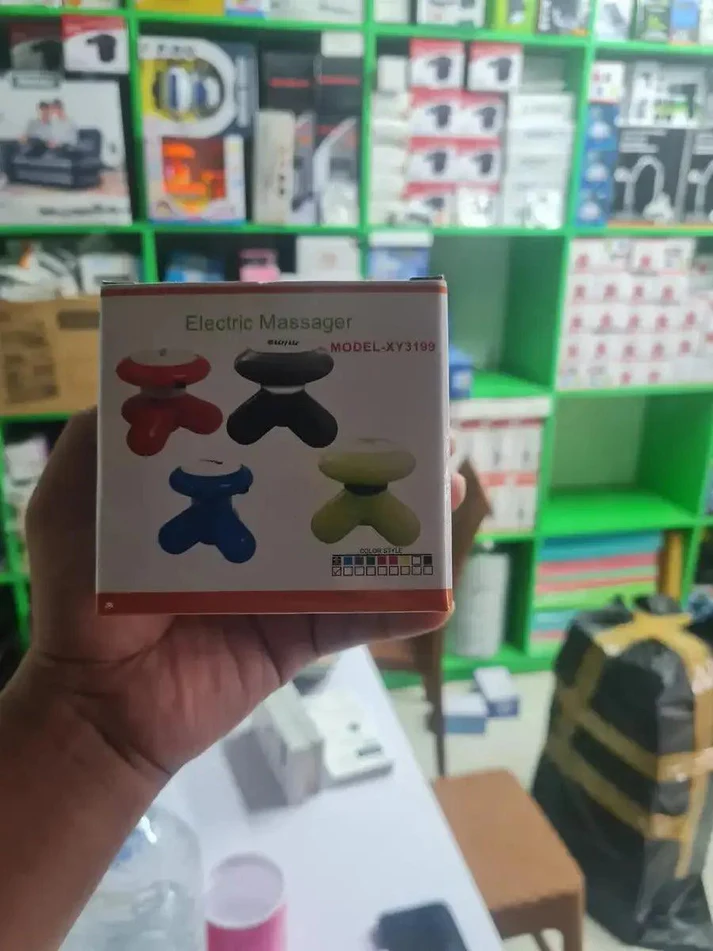 Electric Massager
MODEL-XY3199
COLOR STYLE